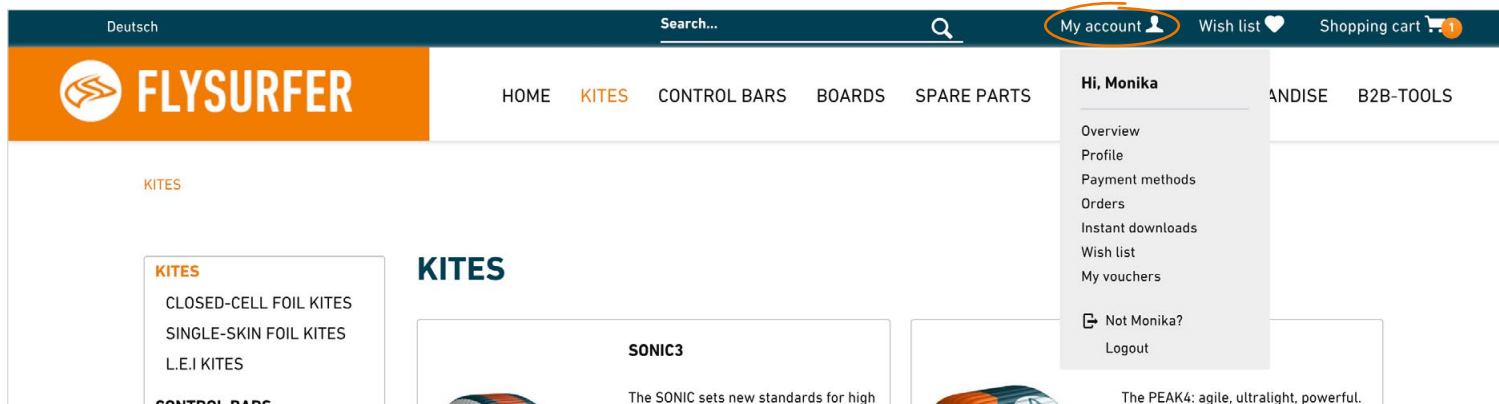 Deutsch
Search...
My account
Wish list
Shopping cart 1
FLYSURFER
HOME KITES CONTROL BARS BOARDS SPARE PARTS ANDISE B2B-TOOLS
Hi, Monika
Overview
Profile
Payment methods
Orders
Instant downloads
Wish list
My vouchers
Not Monika?
Logout
KITES
KITES
CLOSED-CELL FOIL KITES
SINGLE-SKIN FOIL KITES
L.E.I KITES
CONTROL BARS
KITES
SONIC3
The SONIC sets new standards for high
The PEAK4: agile, ultralight, powerful.